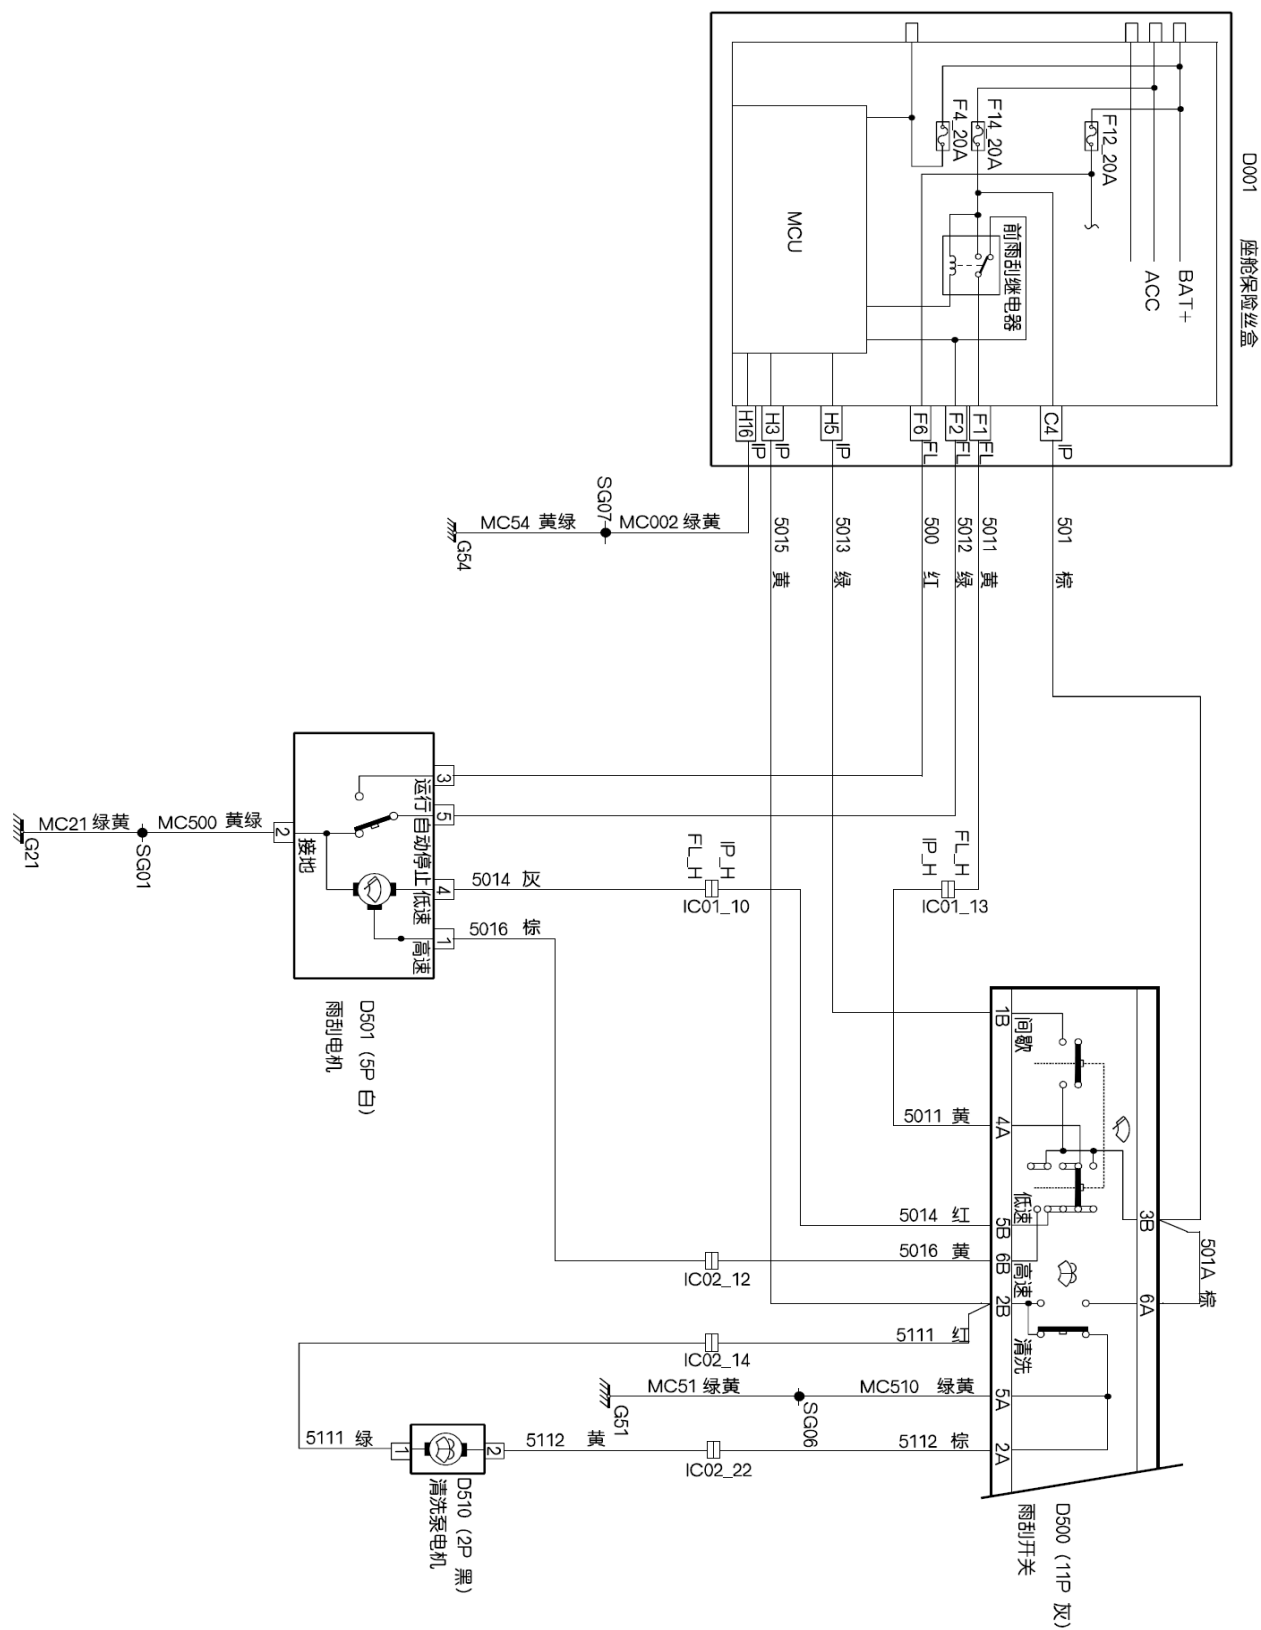 D001 座舱保险丝盒
BAT+
ACC
F12_20A
F14_20A
F4_20A
MCU
前雨刮继电器
H16
H3
H5
F6
F2
F1
C4
IP
IP
IP
FL
FL
FL
IP
SG07
MC54 黄绿
MC002 绿黄
G54
5015 黄
5013 绿
500 红
5012 绿
5011 黄
501 棕
3
运行
5
自动停止
4
低速
1
高速
2
接地
MC21 绿黄
MC500 黄绿
G21
SG01
5014 灰
5016 棕
FL_H
IP_H
IC01_10
IP_H
FL_H
IC01_13
D501 (5P 白)
雨刮电机
1B
间歇
4A
5011 黄
5014 红
5B
低速
5016 黄
6B
高速
2B
5111 红
清洗
3B
6A
501A 棕
IC02_12
IC02_14
MC51 绿黄
MC510 绿黄
5A
G51
SG06
5111 绿
1
2
5112 黄
5112 棕
2A
IC02_22
D510 (2P 黑)
清洗泵电机
D500 (11P 灰)
雨刮开关